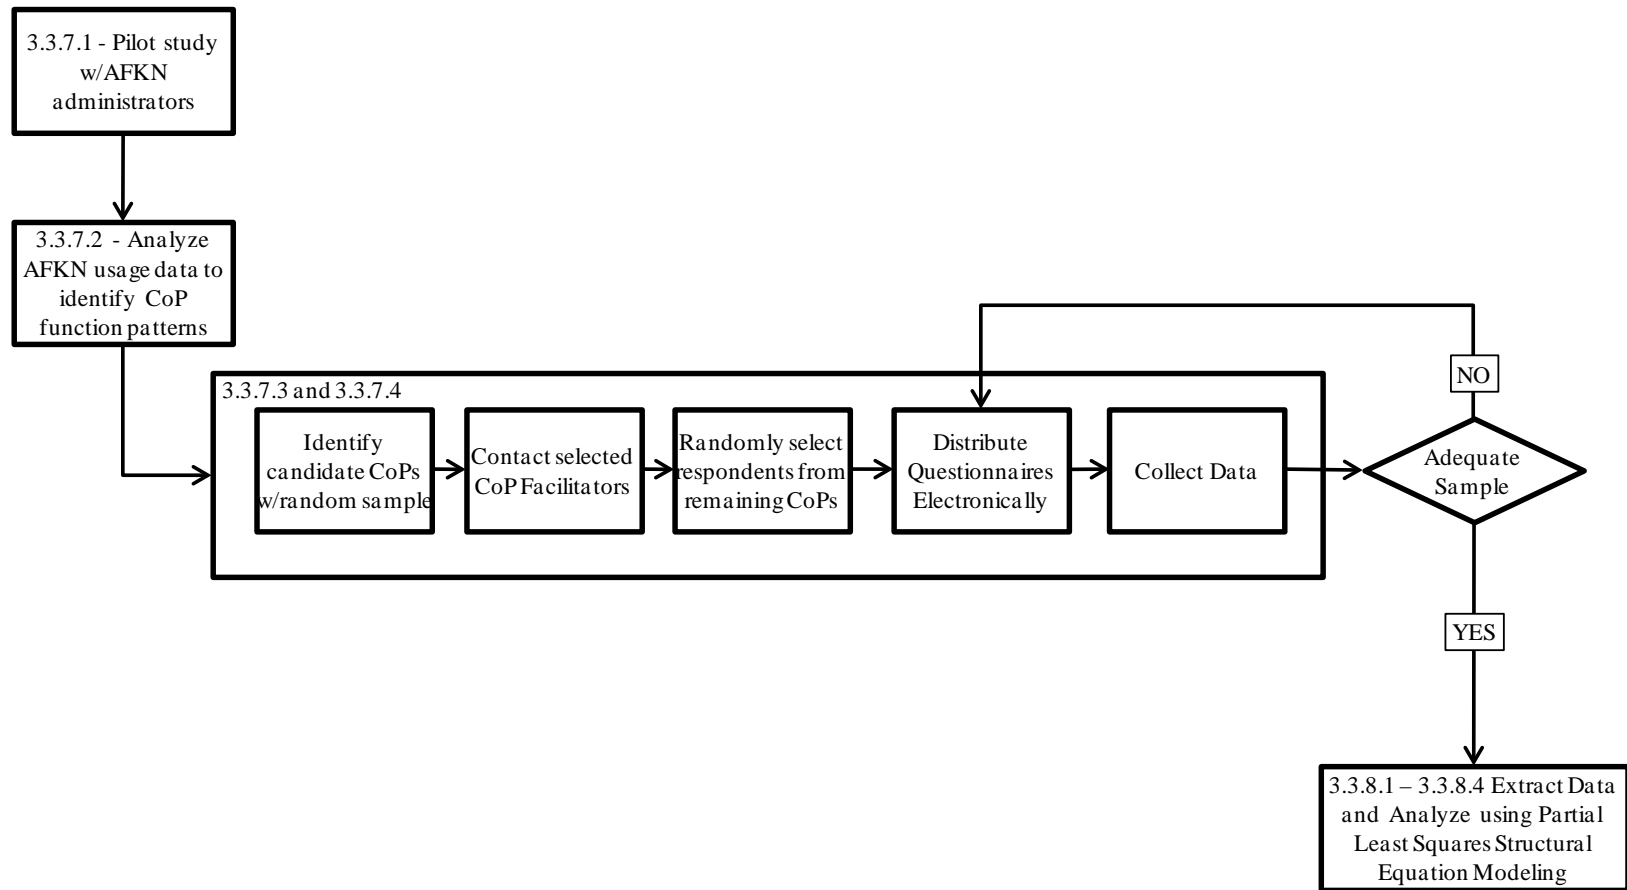 3.3.7.1 - Pilot study
w/AFKN
administrators
3.3.7.2 - Analyze
AFKN usage data to
identify CoP
function patterns
3.3.7.3 and 3.3.7.4
Identify
candidate CoPs
w/random sample
Contact selected
CoP Facilitators
Randomly select
respondents from
remaining CoPs
Distribute
Questionnaires
Electronically
Collect Data
Adequate
Sample
NO
YES
3.3.8.1 – 3.3.8.4 Extract Data
and Analyze using Partial
Least Squares Structural
Equation Modeling